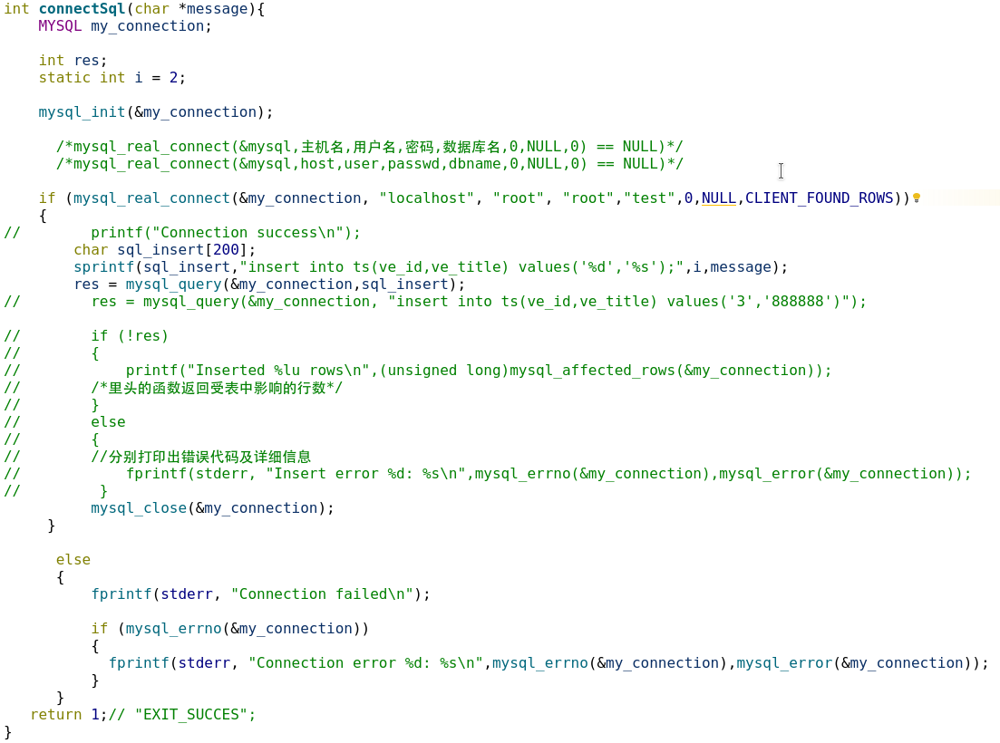 int connectSql(char *message){
    MYSQL my_connection;

    int res;
    static int i = 2;

    mysql_init(&my_connection);

      /*mysql_real_connect(&mysql,主机名,用户名,密码,数据库名,0,NULL,0) == NULL)*/
      /*mysql_real_connect(&mysql,host,user,passwd,dbname,0,NULL,0) == NULL)*/

    if (mysql_real_connect(&my_connection, "localhost", "root", "root","test",0,NULL,CLIENT_FOUND_ROWS))
    {
//        printf("Connection success\n");
        char sql_insert[200];
        sprintf(sql_insert,"insert into ts(ve_id,ve_title) values('%d','%s');",i,message);
        res = mysql_query(&my_connection,sql_insert);
//        res = mysql_query(&my_connection, "insert into ts(ve_id,ve_title) values('3','888888')");

//        if (!res)
//        {
//            printf("Inserted %lu rows\n",(unsigned long)mysql_affected_rows(&my_connection));
//        /*里头的函数返回受表中影响的行数*/
//        }
//        else
//        {
//        //分别打印出错误代码及详细信息
//            fprintf(stderr, "Insert error %d: %s\n",mysql_errno(&my_connection),mysql_error(&my_connection));
//         }
          mysql_close(&my_connection);
     }

      else
      {
          fprintf(stderr, "Connection failed\n");

          if (mysql_errno(&my_connection))
          {
            fprintf(stderr, "Connection error %d: %s\n",mysql_errno(&my_connection),mysql_error(&my_connection));
          }
      }
   return 1;// "EXIT_SUCCES";
}